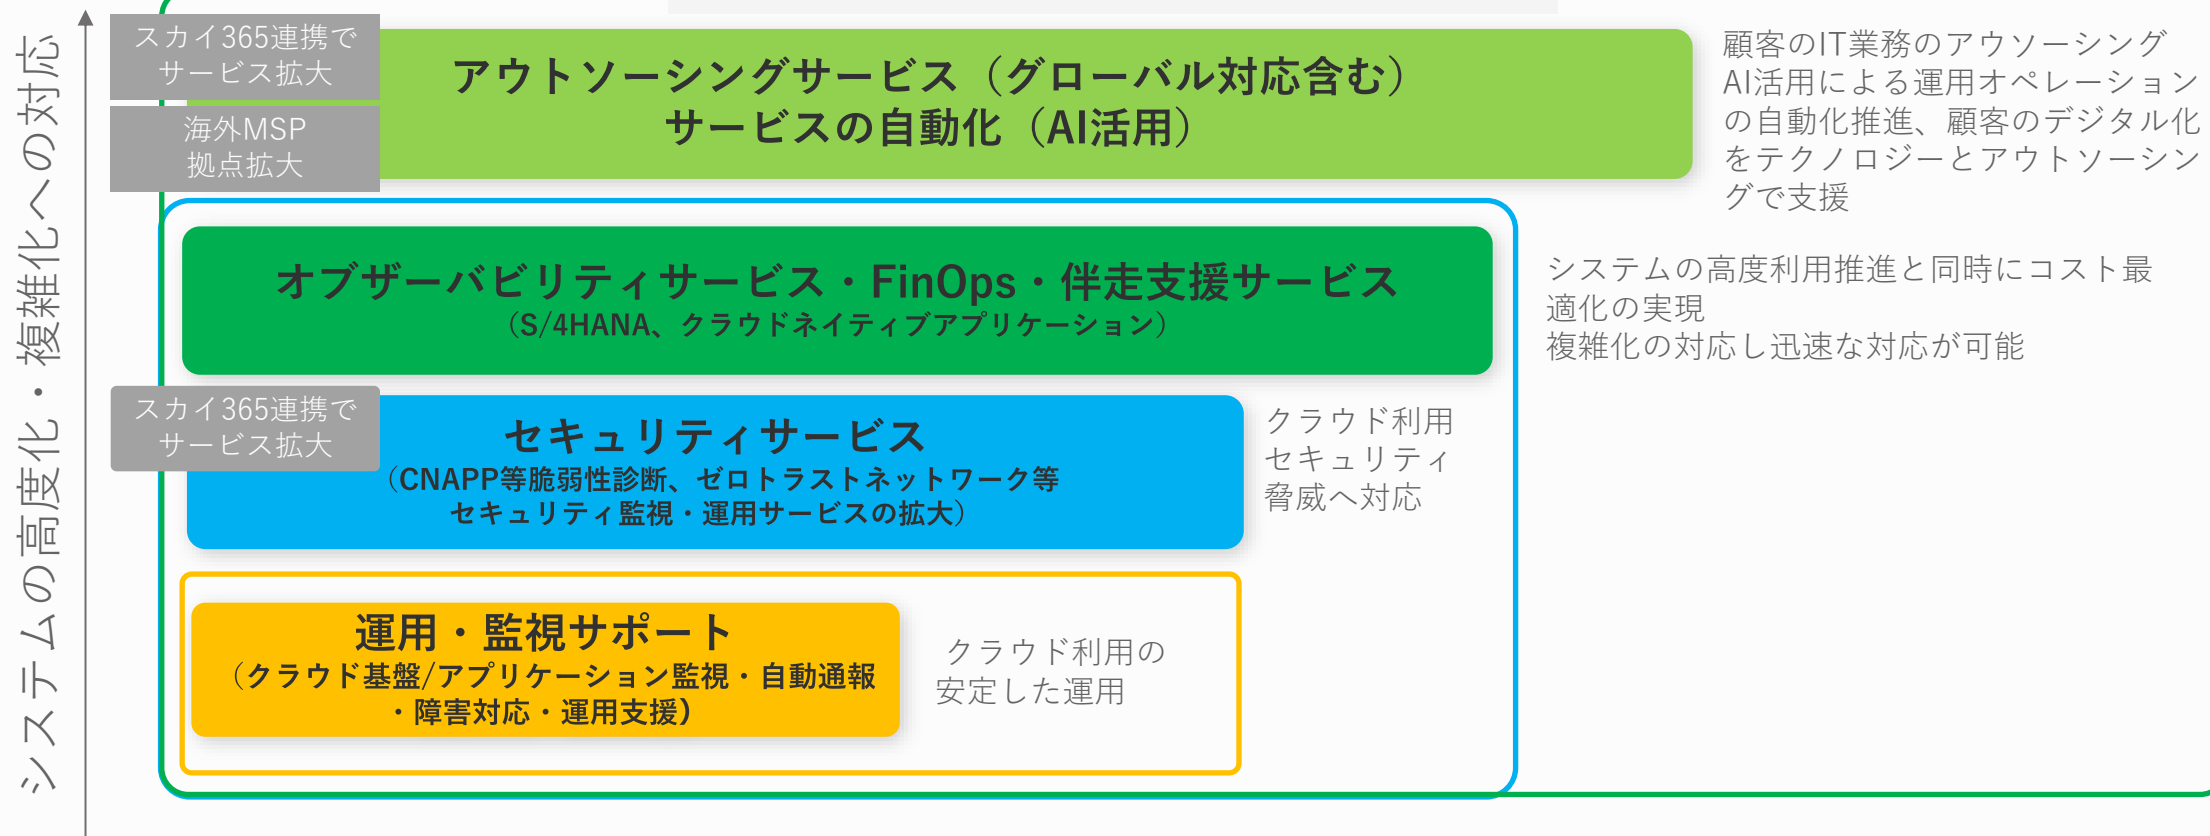 システムの高度化・複雑化への対応
スカイ365連携で
サービス拡大
海外MSP
拠点拡大
アウトソーシングサービス（グローバル対応含む）
サービスの自動化（AI活用）
顧客のIT業務のアウソーシング
AI活用による運用オペレーション
の自動化推進、顧客のデジタル化
をテクノロジーとアウトソーシン
グで支援
オブザーバビリティサービス・FinOps・伴走支援サービス
（S/4HANA、クラウドネイティブアプリケーション）
システムの高度利用推進と同時にコスト最
適化の実現
複雑化の対応し迅速な対応が可能
スカイ365連携で
サービス拡大
セキュリティサービス
（CNAPP等脆弱性診断、ゼロトラストネットワーク等
セキュリティ監視・運用サービスの拡大）
クラウド利用
セキュリティ
脅威へ対応
運用・監視サポート
（クラウド基盤/アプリケーション監視・自動通報
・障害対応・運用支援）
クラウド利用の
安定した運用